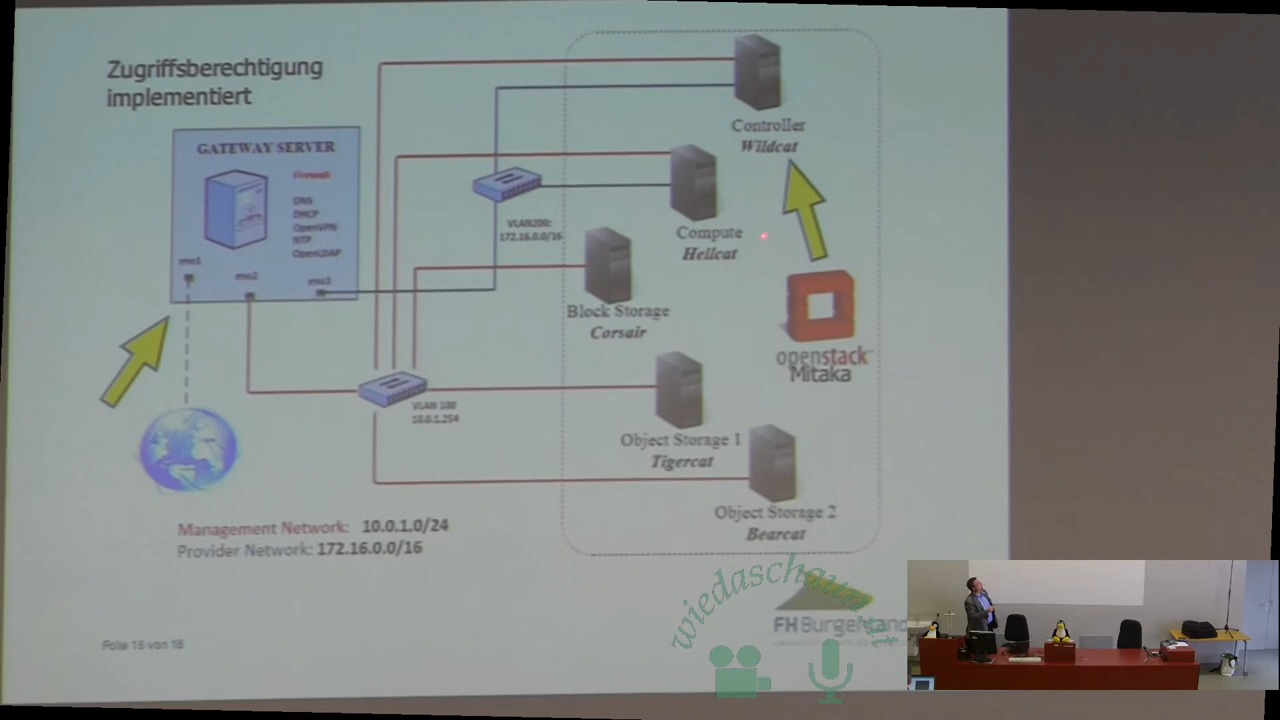 Zugriffsberechtigung
implementiert
GATEWAY SERVER
Firewall
DNS
DHCP
OpenVPN
NTP
OpenLDAP
eno1
eno2
eno3
VLAN200:
172.16.0.0/16
VLAN 100
10.0.1.254
Controller
Wildcat
Compute
Hellcat
Block Storage
Corsair
openstack
Mitaka
Object Storage 1
Tigercat
Object Storage 2
Bearcat
Management Network: 10.0.1.0/24
Provider Network: 172.16.0.0/16
Folie 16 von 18
wiedaschaun
FH Burgenland